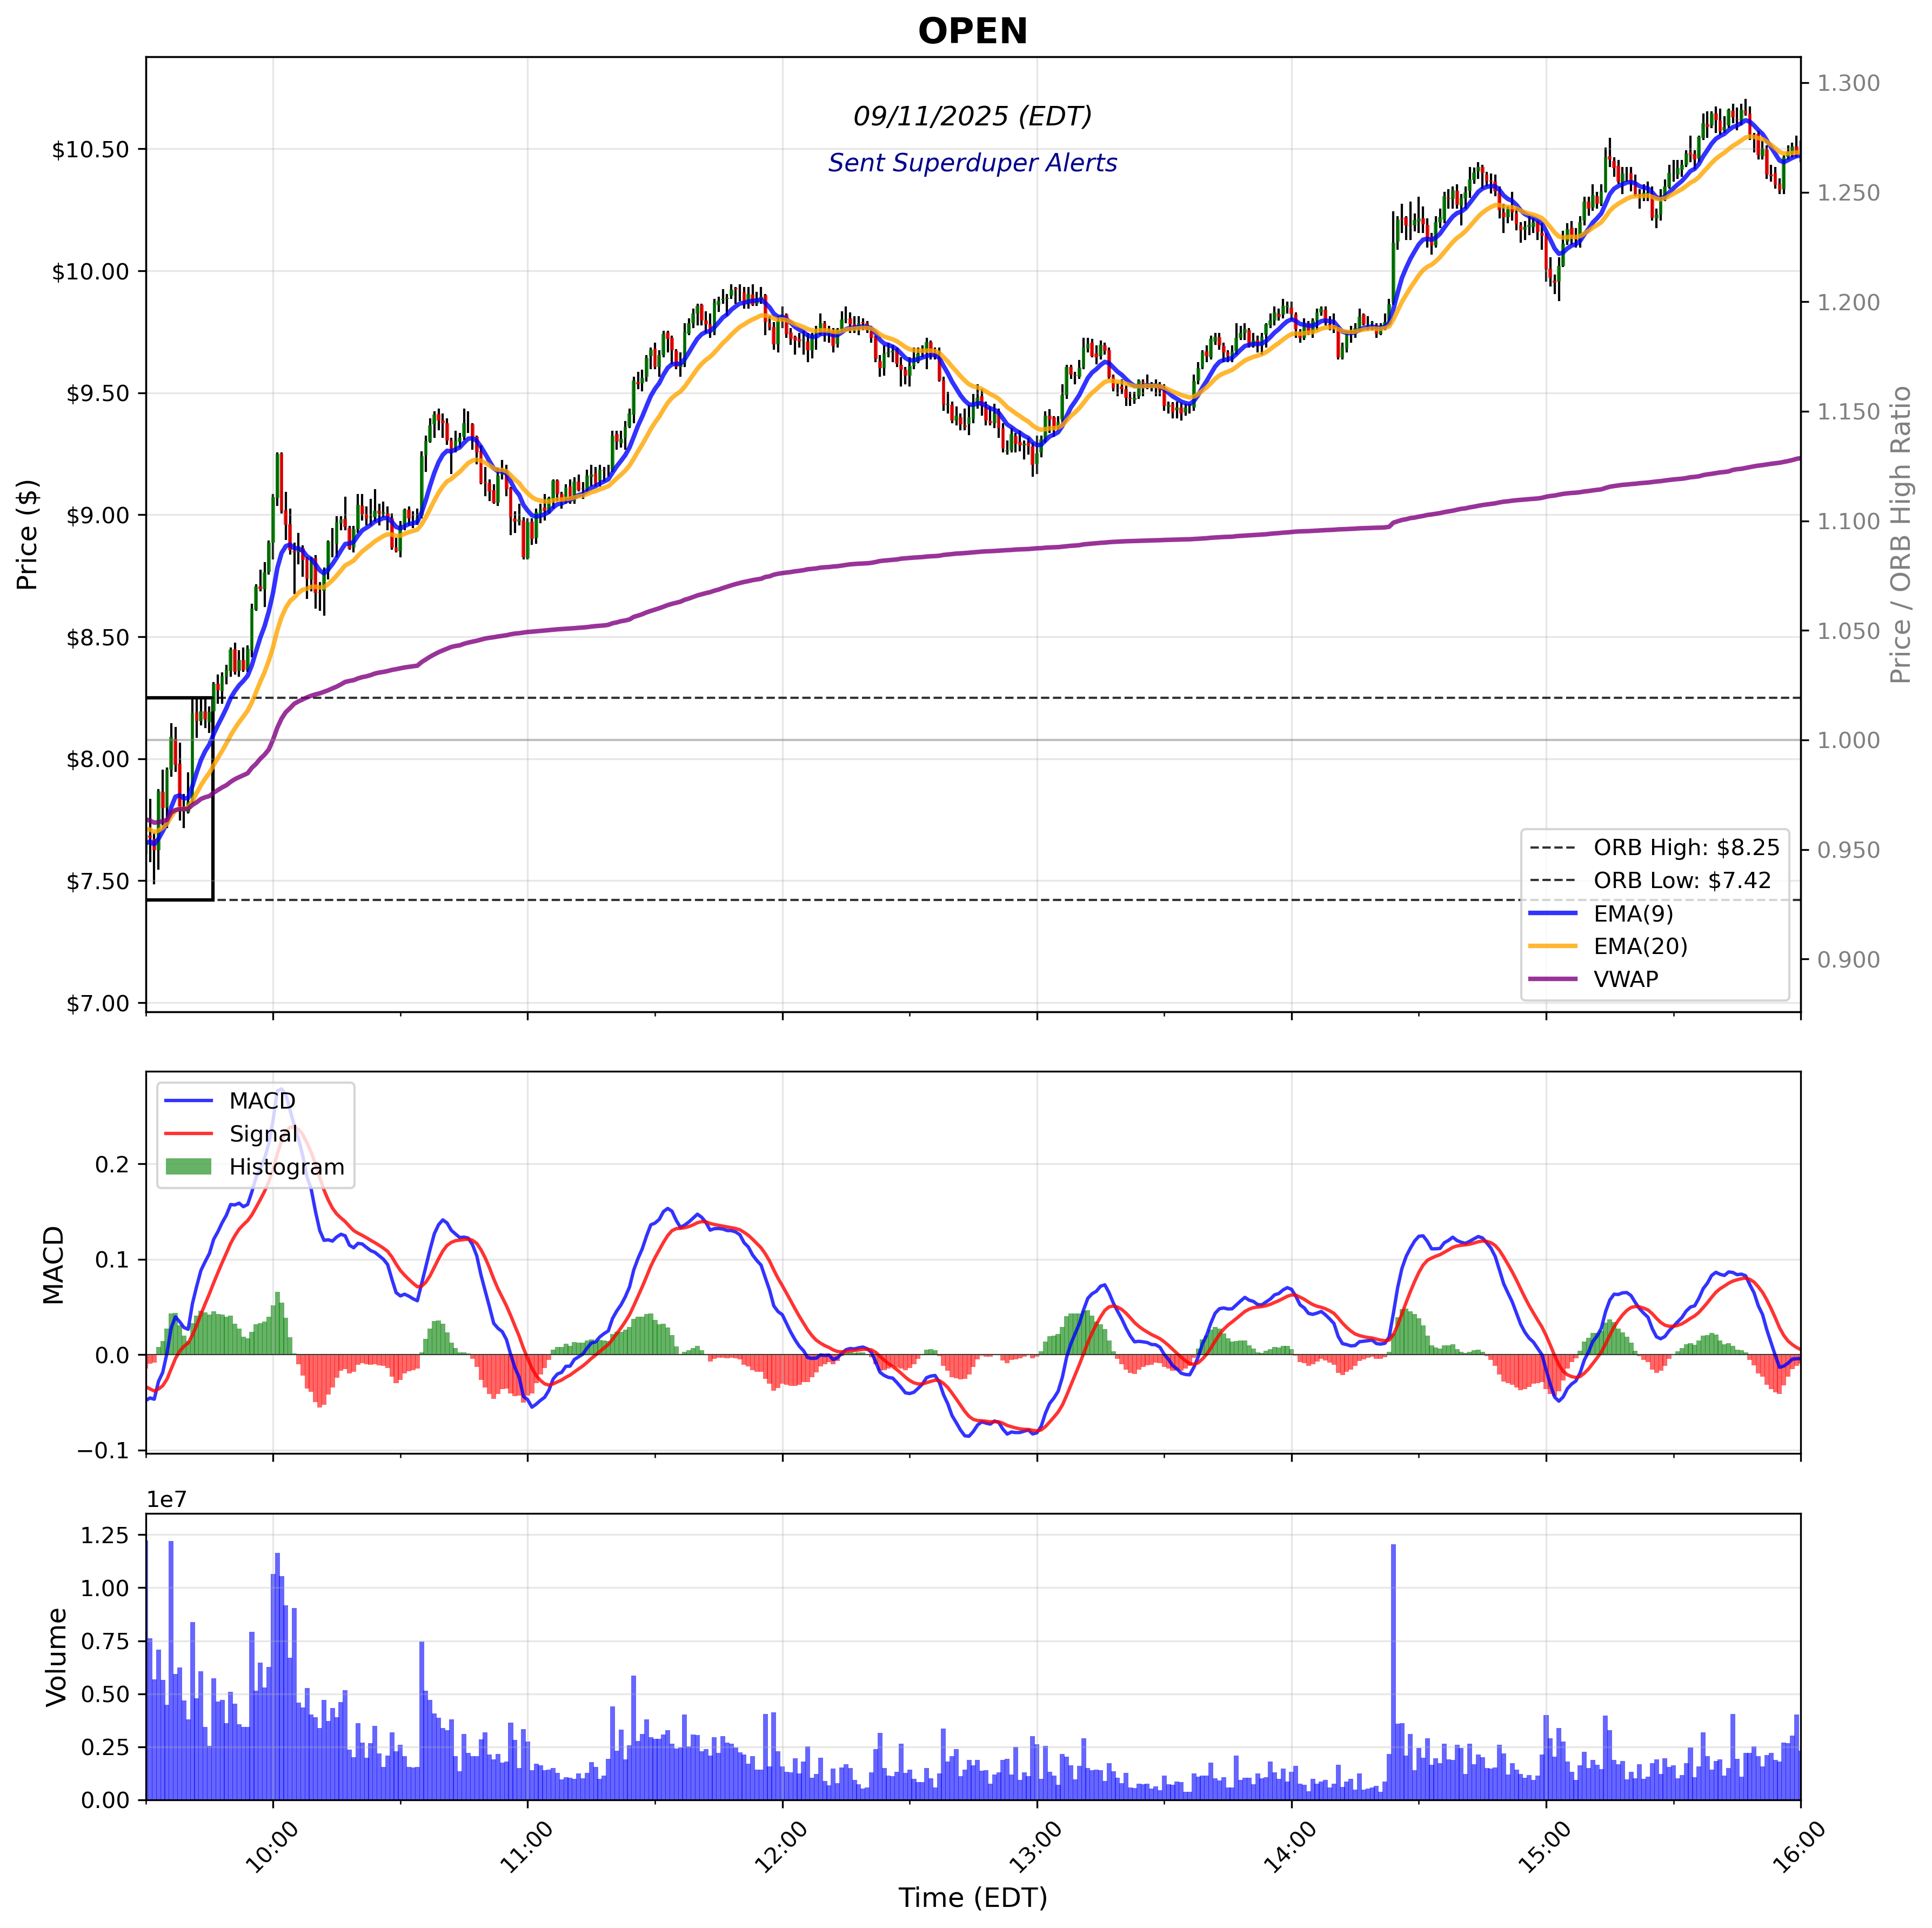 OPEN
09/11/2025 (EDT)
Sent Superduper Alerts
Price ($)
$10.50
$10.00
$9.50
$9.00
$8.50
$8.00
$7.50
$7.00
1.300
1.250
1.200
1.150
1.100
1.050
1.000
0.950
0.900
Price / ORB High Ratio
ORB High: $8.25
ORB Low: $7.42
EMA(9)
EMA(20)
VWAP
MACD
0.2
0.1
0.0
−0.1
MACD
Signal
Histogram
1e7
Volume
1.25
1.00
0.75
0.50
0.25
0.00
10:00
11:00
12:00
13:00
14:00
15:00
16:00
Time (EDT)